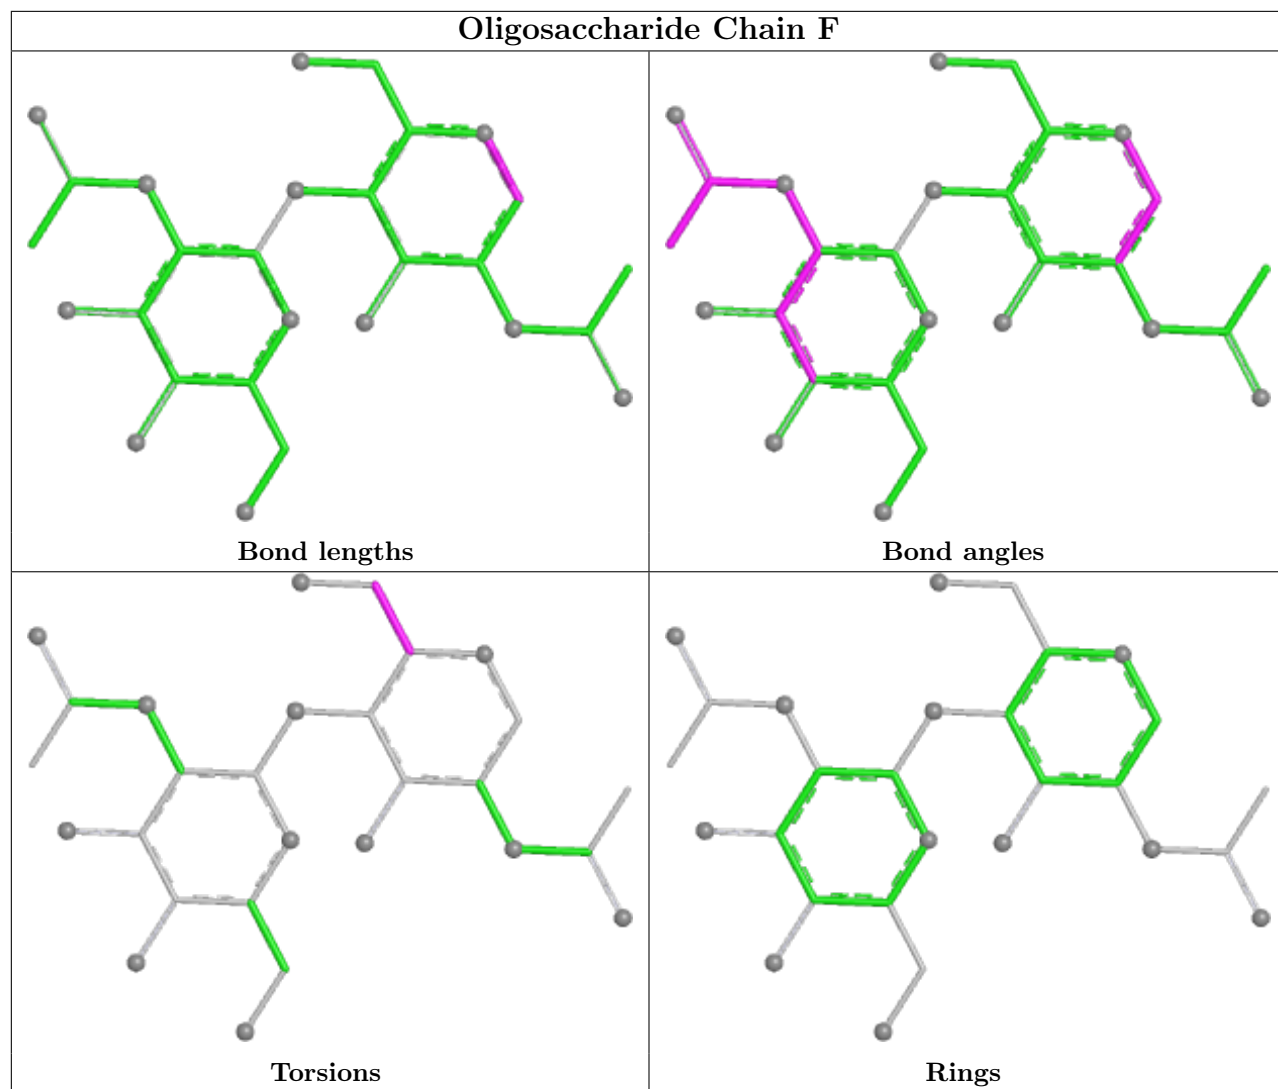 Oligosaccharide Chain F
Bond lengths
Bond angles
Torsions
Rings